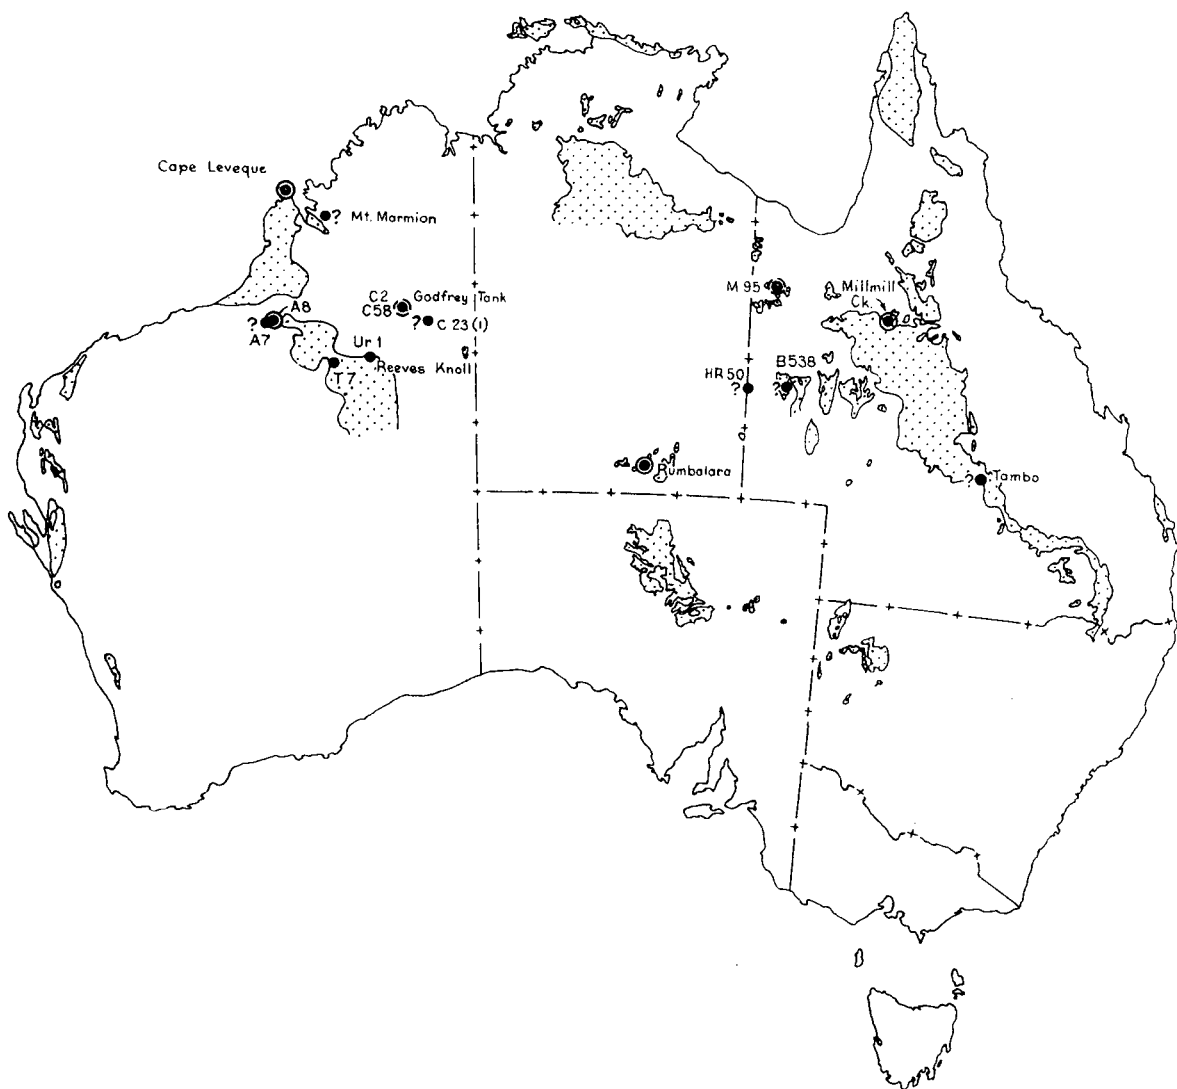 Cape Leveque
? Mt. Marmion
C2 Godfrey Tank
C58
? C 23 (1)
A8
?
A7
Ur 1
Reeves Knoll
T7
M 95
Millmill
Ck.
HR 50
?
B538
?
Rumbalara
? Tambo